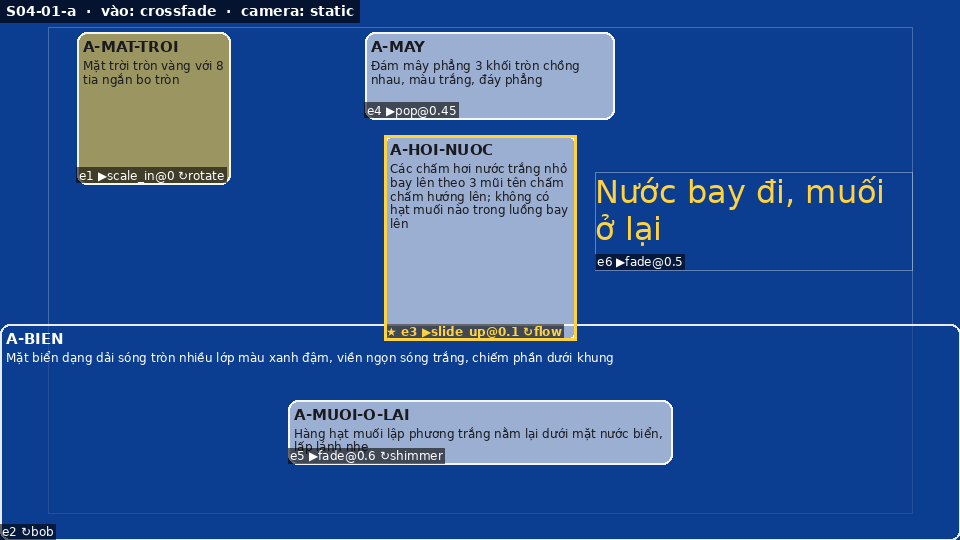 S04-01-a · vào: crossfade · camera: static
A-MAT-TROI
Mặt trời tròn vàng với 8
tia ngắn bo tròn
e1 ▶scale_in@0 ↻rotate
A-MAY
Đám mây phẳng 3 khối tròn chồng
nhau, màu trắng, đáy phẳng
e4 ▶pop@0.45
A-HOI-NUOC
Các chấm hơi nước trắng nhỏ
bay lên theo 3 mũi tên chấm
chấm hướng lên; không có
hạt muối nào trong luồng bay
lên
★ e3 ▶slide_up@0.1 ↻flow
Nước bay đi, muối
ở lại
e6 ▶fade@0.5
A-BIEN
Mặt biển dạng dải sóng tròn nhiều lớp màu xanh đậm, viền ngọn sóng trắng, chiếm phần dưới khung
A-MUOI-O-LAI
Hàng hạt muối lập phương trắng nằm lại dưới mặt nước biển,
lấp lánh nhẹ
e5 ▶fade@0.6 ↻shimmer
e2 ↻bob